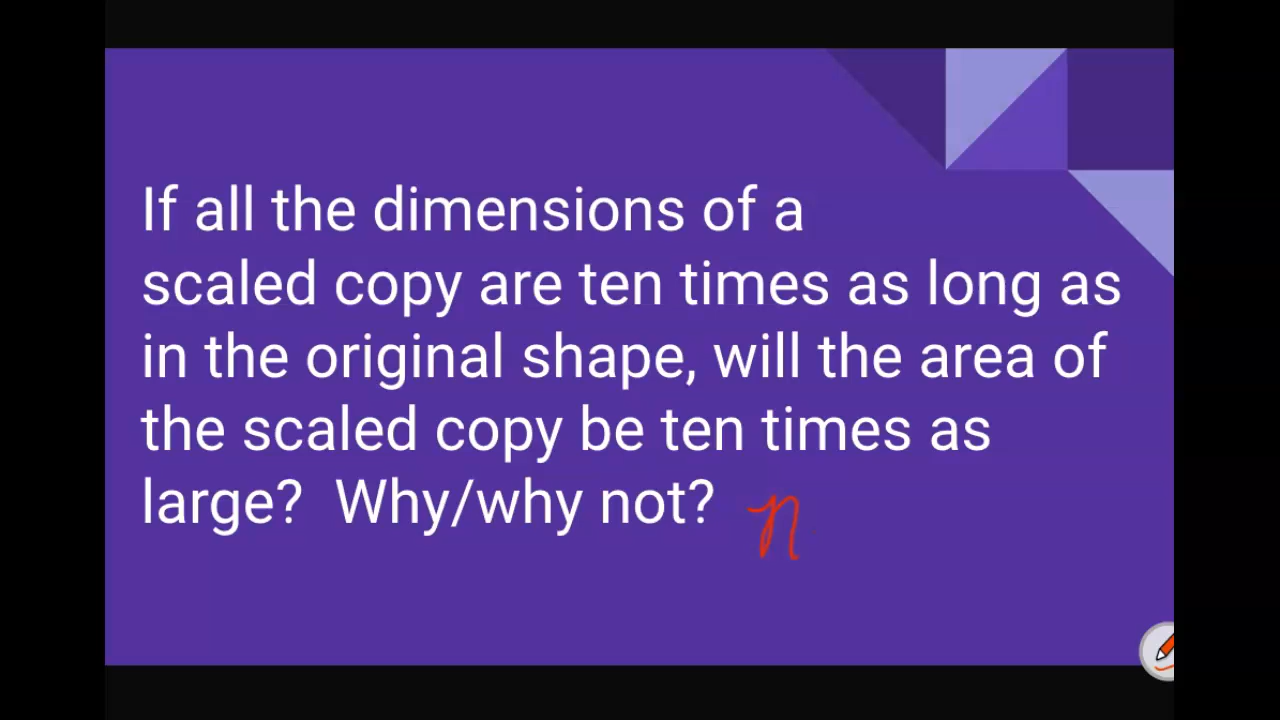 If all the dimensions of a
scaled copy are ten times as long as
in the original shape, will the area of
the scaled copy be ten times as
large?  Why/why not? n